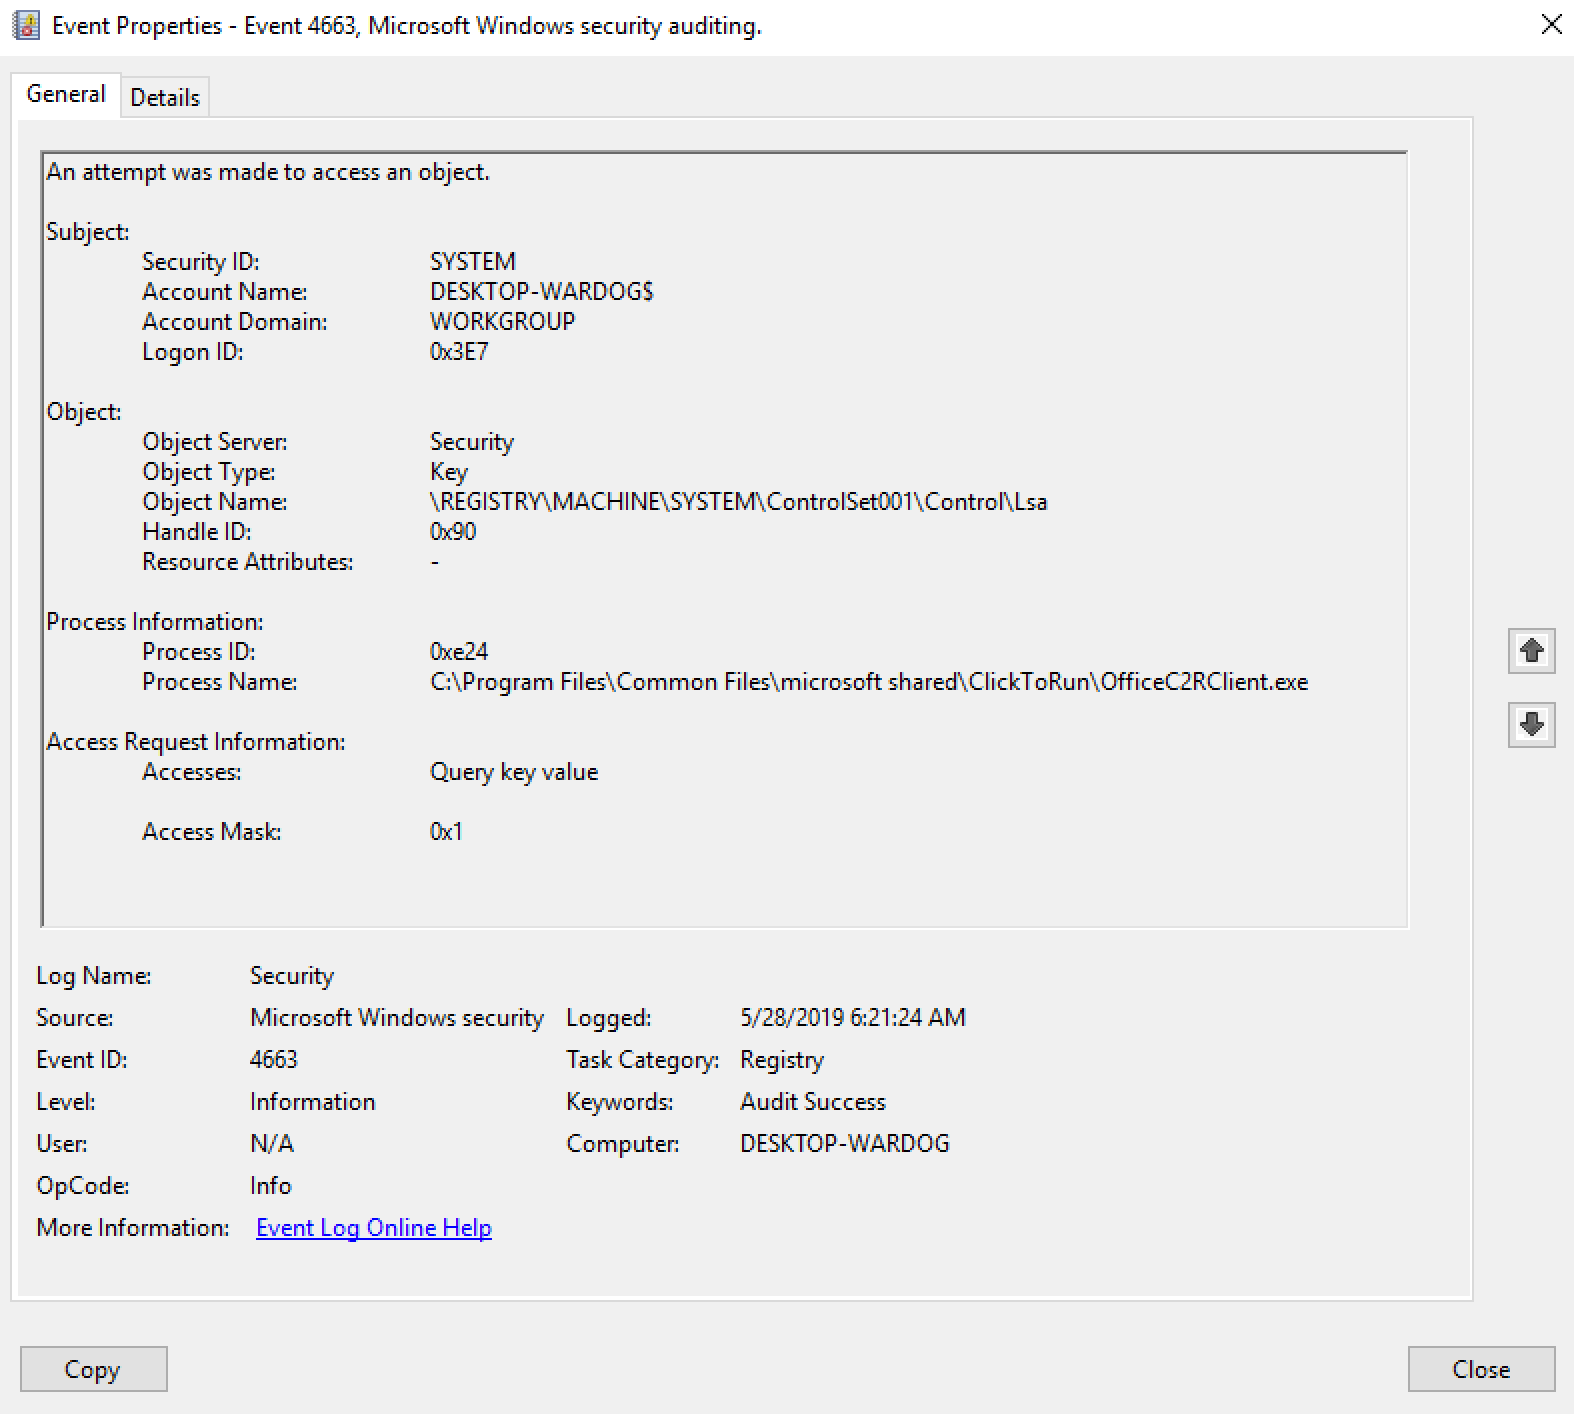 Event Properties - Event 4663, Microsoft Windows security auditing.
General Details
An attempt was made to access an object.
Subject:
Security ID: SYSTEM
Account Name: DESKTOP-WARDOG$
Account Domain: WORKGROUP
Logon ID: 0x3E7
Object:
Object Server: Security
Object Type: Key
Object Name: \REGISTRY\MACHINE\SYSTEM\ControlSet001\Control\Lsa
Handle ID: 0x90
Resource Attributes: -
Process Information:
Process ID: 0xe24
Process Name: C:\Program Files\Common Files\microsoft shared\ClickToRun\OfficeC2RClient.exe
Access Request Information:
Accesses: Query key value
Access Mask: 0x1
Log Name: Security
Source: Microsoft Windows security Logged: 5/28/2019 6:21:24 AM
Event ID: 4663 Task Category: Registry
Level: Information Keywords: Audit Success
User: N/A Computer: DESKTOP-WARDOG
OpCode: Info
More Information: Event Log Online Help
Copy Close